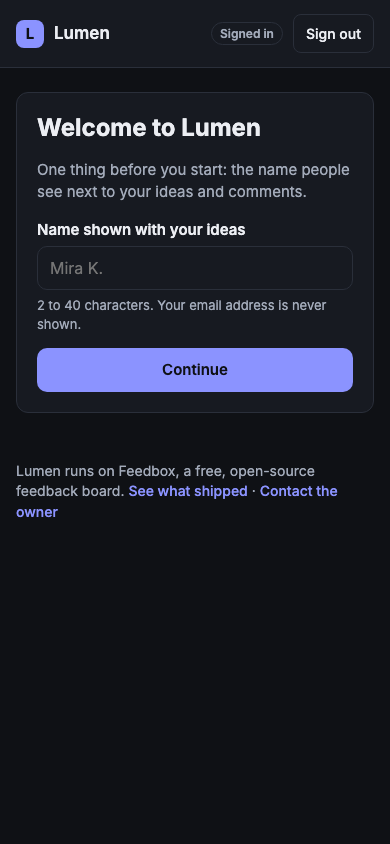 L Lumen Signed in Sign out
Welcome to Lumen
One thing before you start: the name people
see next to your ideas and comments.
Name shown with your ideas
Mira K.
2 to 40 characters. Your email address is never
shown.
Continue
Lumen runs on Feedbox, a free, open-source
feedback board. See what shipped · Contact the
owner